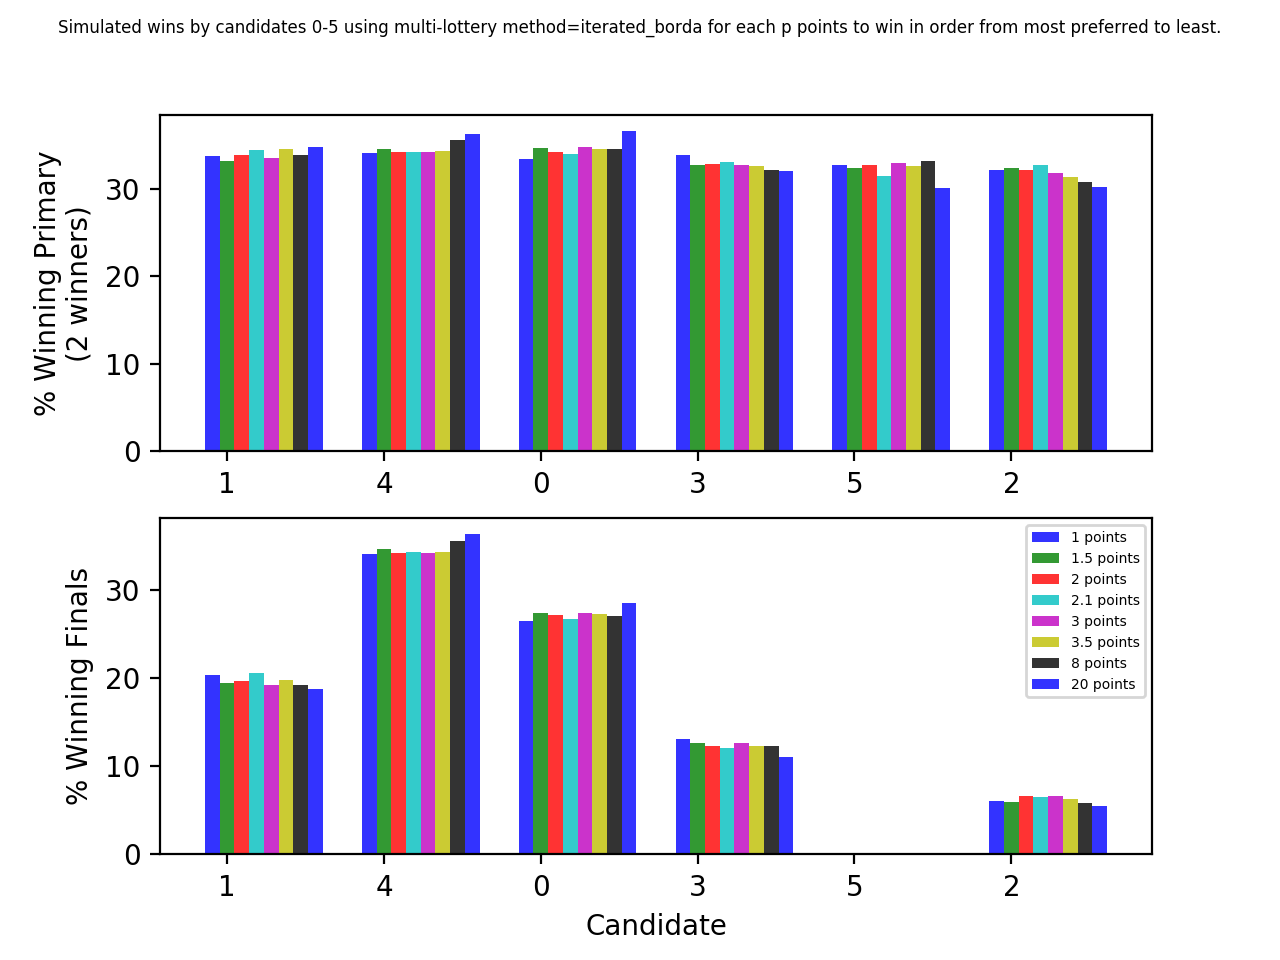 Simulated wins by candidates 0-5 using multi-lottery method=iterated_borda for each p points to win in order from most preferred to least.
% Winning Primary
(2 winners)
30
20
10
0
1 4 0 3 5 2
% Winning Finals
30
20
10
0
1 points
1.5 points
2 points
2.1 points
3 points
3.5 points
8 points
20 points
1 4 0 3 5 2
Candidate